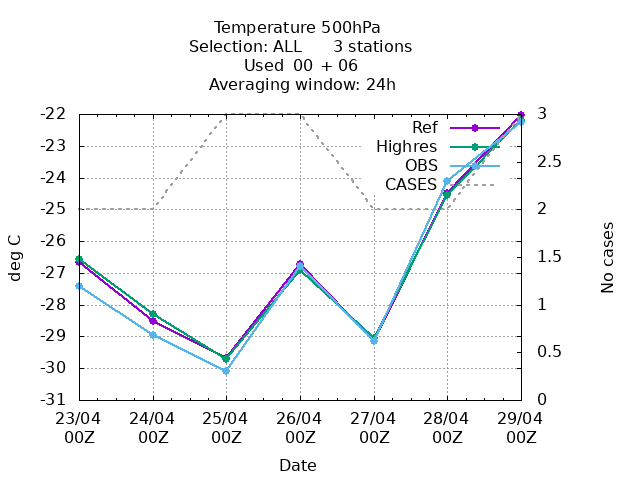 Temperature 500hPa
Selection: ALL 3 stations
Used 00 + 06
Averaging window: 24h
Ref
Highres
OBS
CASES
deg C
-22
-23
-24
-25
-26
-27
-28
-29
-30
-31
3
2.5
2
1.5
1
0.5
0
No cases
23/04 24/04 25/04 26/04 27/04 28/04 29/04
00Z 00Z 00Z 00Z 00Z 00Z 00Z
Date